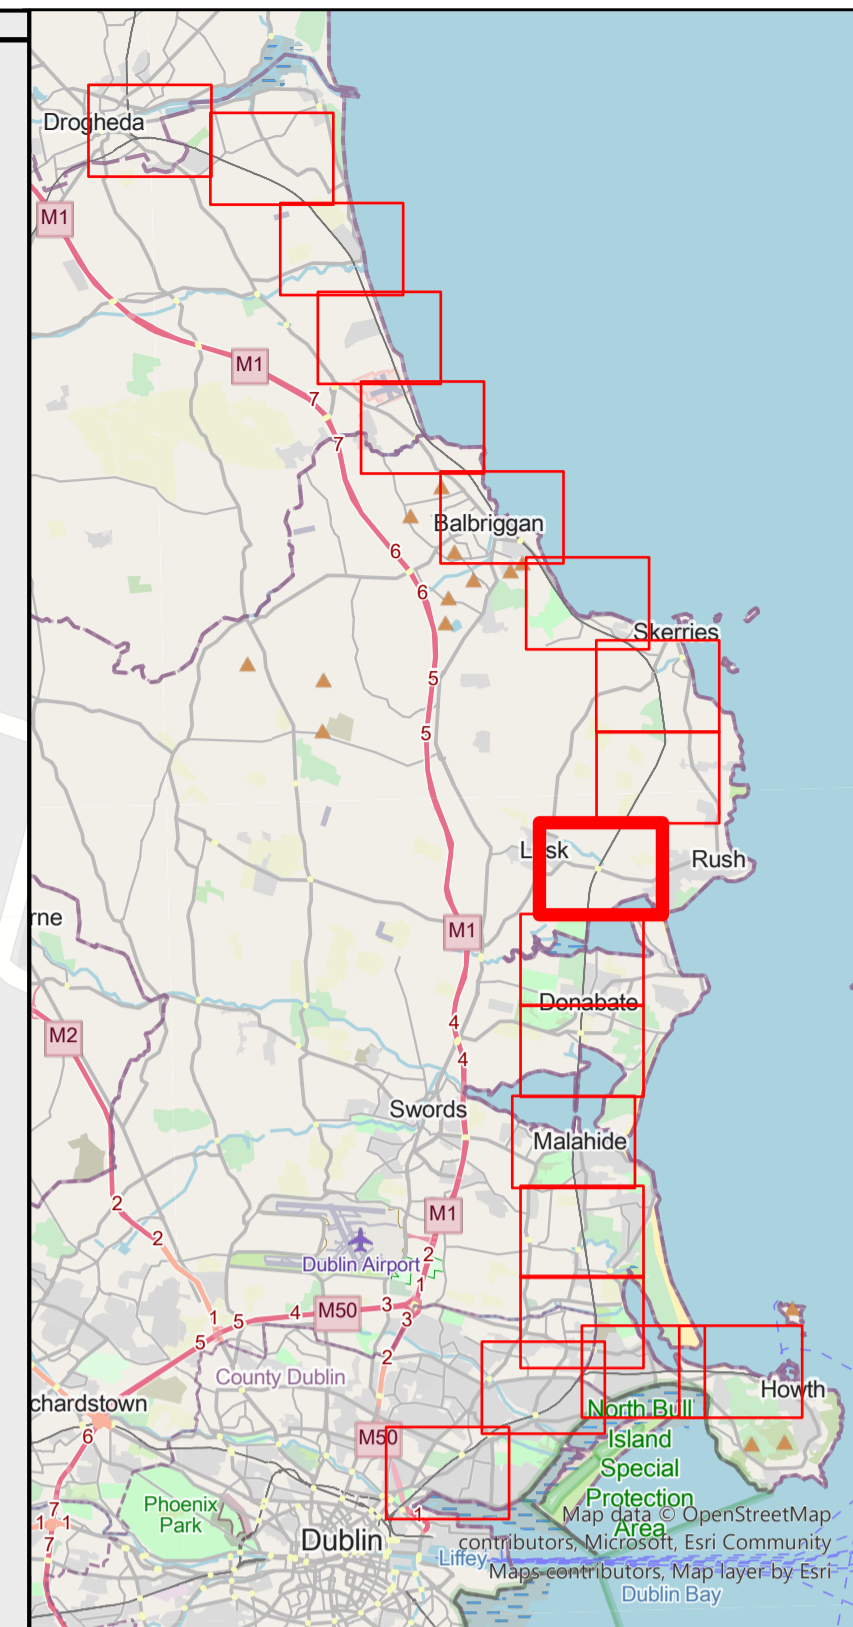 Drogheda
M1
M1
7
7
Balbriggan
6
6
Skerries
5
5
Rush
rne
M1
M2
Donabate
4
4
Swords
Malahide
2
M1
2
Dublin Airport
2
1
1
5
4
M50
3
3
5
2
County Dublin
chardstown
Howth
North Bull
Island
Special
Protection
Area
6
M50
Phoenix
Park
7
1
1
7
1
Dublin
Liffey
Map data © OpenStreetMap
contributors, Microsoft, Esri Community
Maps contributors, Map layer by Esri
Dublin Bay